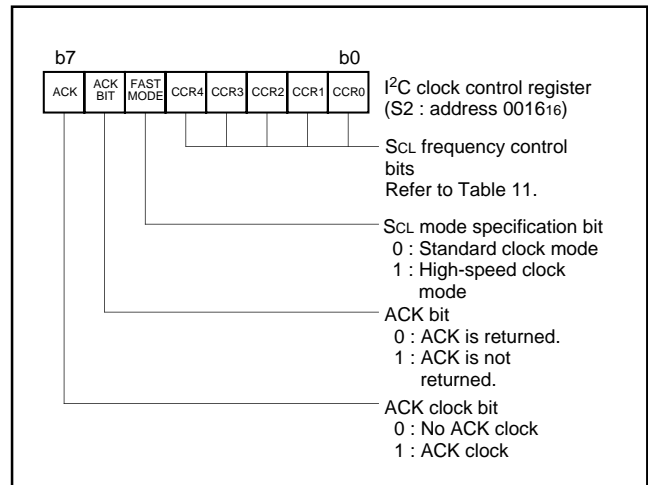 b7 b0
ACK ACK BIT FAST MODE CCR4 CCR3 CCR2 CCR1 CCR0
I²C clock control register
(S2 : address 0016₁₆)
SCL frequency control
bits
Refer to Table 11.
SCL mode specification bit
0 : Standard clock mode
1 : High-speed clock
mode
ACK bit
0 : ACK is returned.
1 : ACK is not
returned.
ACK clock bit
0 : No ACK clock
1 : ACK clock